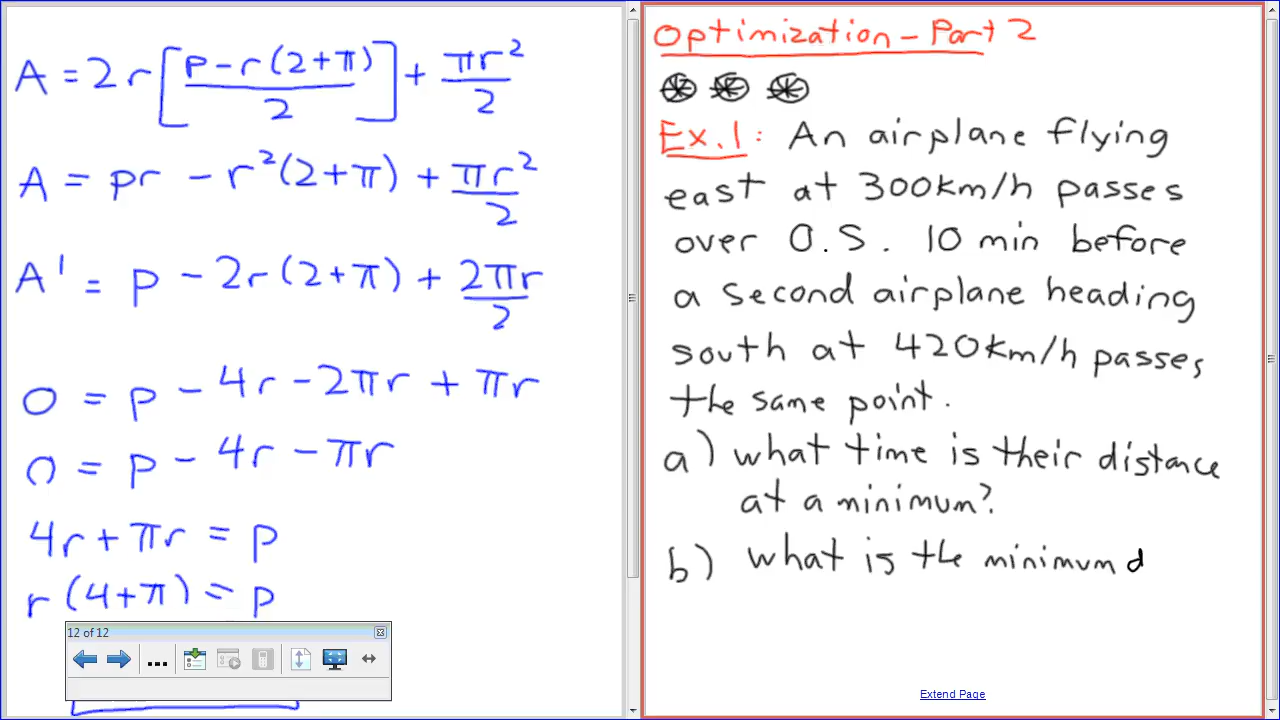 A = 2r[(p-r(2+π))/2] + πr²/2
A = pr - r²(2+π) + πr²/2
A' = p - 2r(2+π) + 2πr/2
0 = p - 4r - 2πr + πr
0 = p - 4r - πr
4r + πr = p
r(4+π) = p
12 of 12
Optimization - Part 2
Ex.1: An airplane flying
east at 300km/h passes
over O.S. 10 min before
a second airplane heading
south at 420km/h passes
the same point.
a) what time is their distance
at a minimum?
b) what is the minimum d
Extend Page